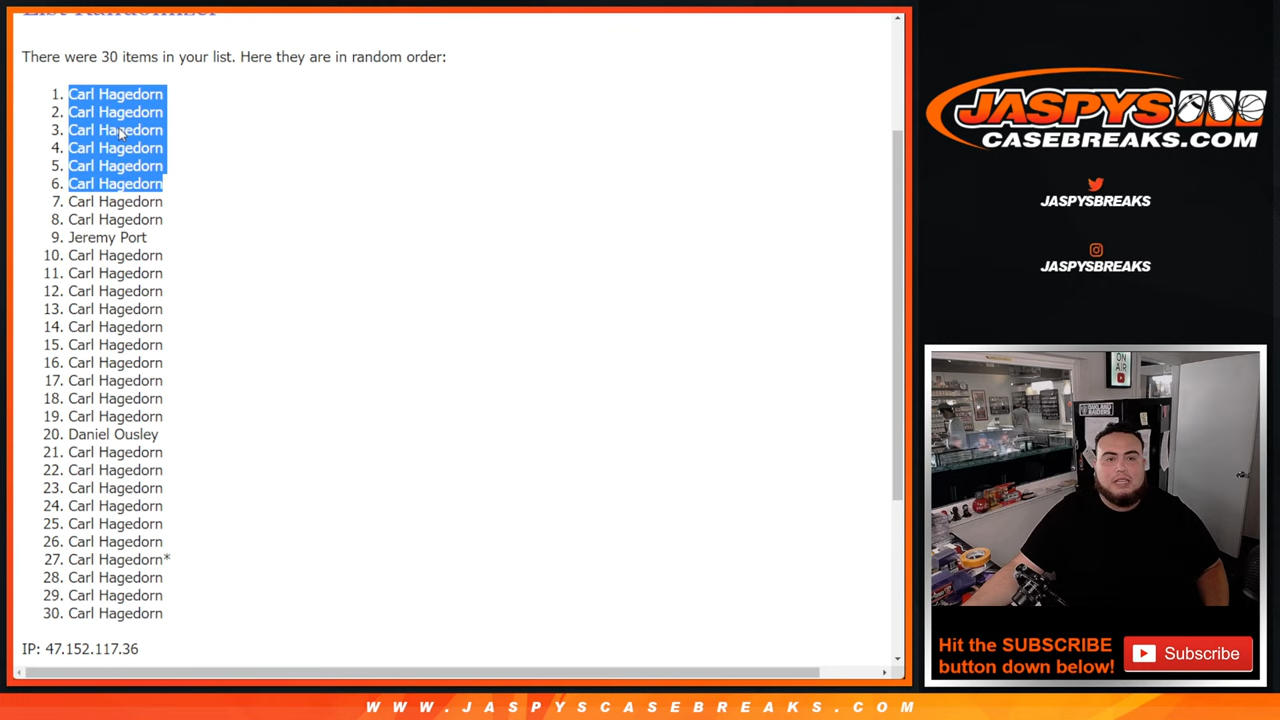 List Randomizer
There were 30 items in your list. Here they are in random order:
1. Carl Hagedorn
2. Carl Hagedorn
3. Carl Hagedorn
4. Carl Hagedorn
5. Carl Hagedorn
6. Carl Hagedorn
7. Carl Hagedorn
8. Carl Hagedorn
9. Jeremy Port
10. Carl Hagedorn
11. Carl Hagedorn
12. Carl Hagedorn
13. Carl Hagedorn
14. Carl Hagedorn
15. Carl Hagedorn
16. Carl Hagedorn
17. Carl Hagedorn
18. Carl Hagedorn
19. Carl Hagedorn
20. Daniel Ousley
21. Carl Hagedorn
22. Carl Hagedorn
23. Carl Hagedorn
24. Carl Hagedorn
25. Carl Hagedorn
26. Carl Hagedorn
27. Carl Hagedorn*
28. Carl Hagedorn
29. Carl Hagedorn
30. Carl Hagedorn
IP: 47.152.117.36
JASPYS
CASEBREAKS.COM
JASPYSBREAKS
JASPYSBREAKS
ON
AIR
OAKLAND
RAIDERS
Hit the SUBSCRIBE
button down below!
Subscribe
WWW.JASPYSCASEBREAKS.COM